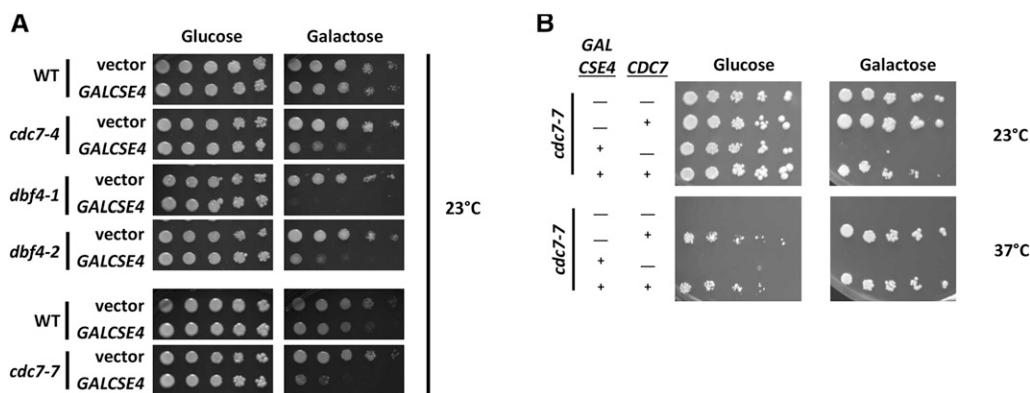 A
Glucose Galactose
WT vector
GALCSE4
cdc7-4 vector
GALCSE4
dbf4-1 vector
GALCSE4
dbf4-2 vector
GALCSE4
23°C
WT vector
GALCSE4
cdc7-7 vector
GALCSE4
B
GAL
CSE4 CDC7 Glucose Galactose
cdc7-7
— —
— +
+ —
+ +
23°C
cdc7-7
— —
— +
+ —
+ +
37°C